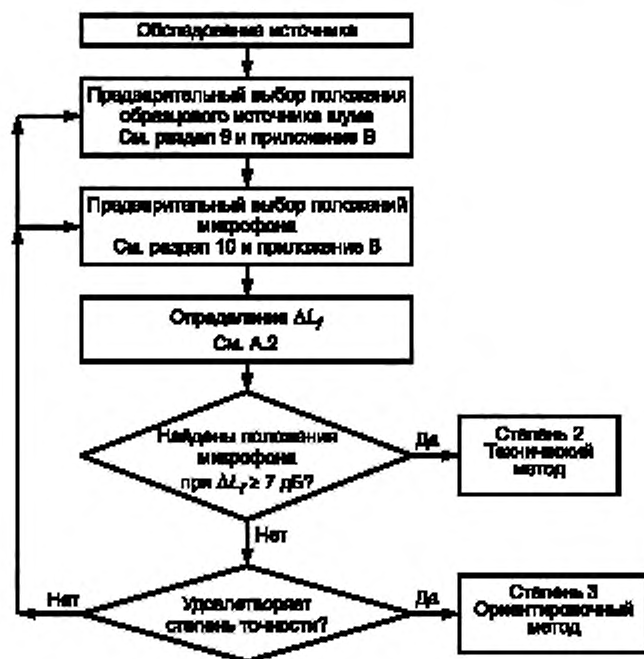 Обследование источника
Предварительный выбор положения
образцового источника шума
См. раздел 9 и приложение В
Предварительный выбор положений
микрофона
См. раздел 10 и приложение В
Определение ΔL_f
См. А.2
Найдены положения
микрофона
при ΔL_f ≥ 7 дБ?
Да
Степень 2
Технический
метод
Нет
Удовлетворяет
степень точности?
Нет
Да
Степень 3
Ориентировочный
метод